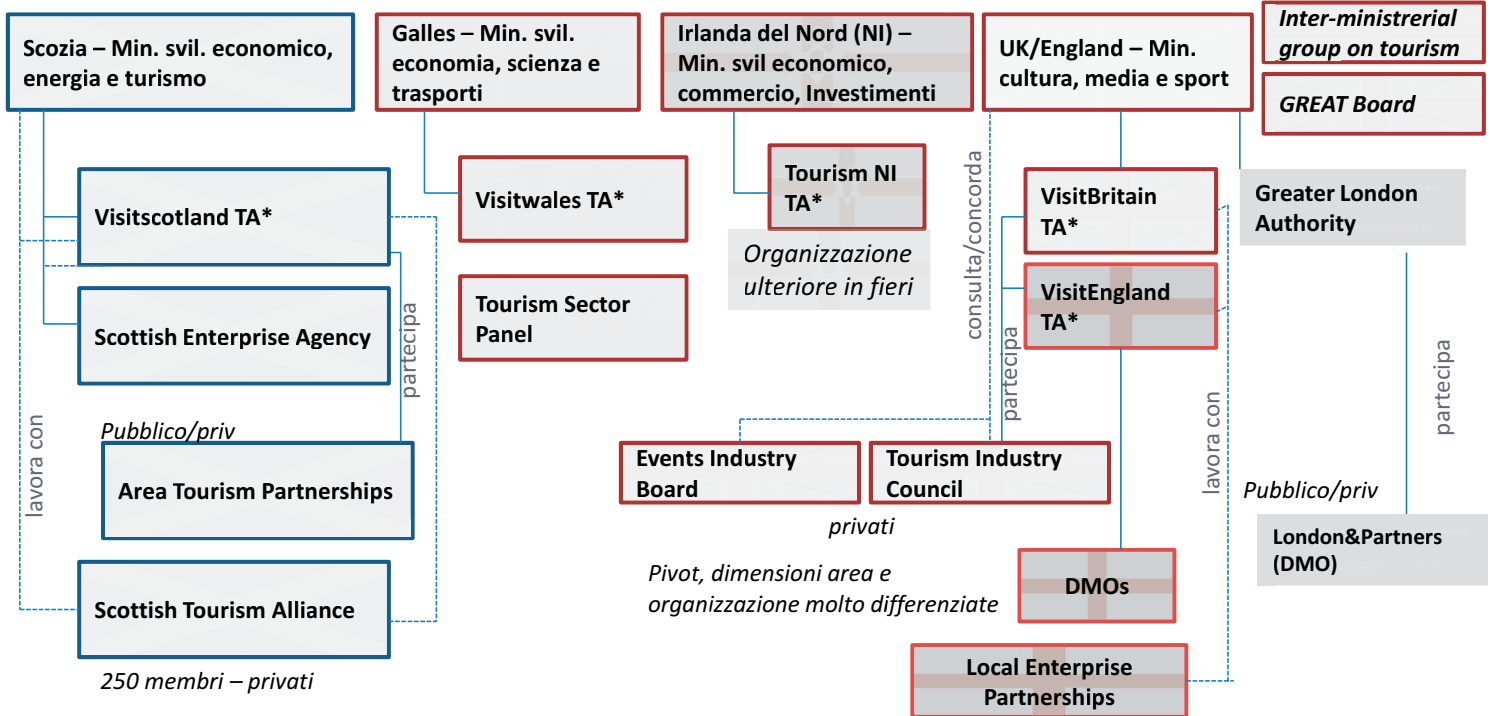 Scozia – Min. svil. economico,
energia e turismo
Galles – Min. svil.
economia, scienza e
trasporti
Irlanda del Nord (NI) –
Min. svil economico,
commercio, Investimenti
UK/England – Min.
cultura, media e sport
Inter-ministrerial
group on tourism
GREAT Board
Visitscotland TA*
Visitwales TA*
Tourism NI
TA*
VisitBritain
TA*
Greater London
Authority
Organizzazione
ulteriore in fieri
consulta/concorda
VisitEngland
TA*
Scottish Enterprise Agency
partecipa
Tourism Sector
Panel
partecipa
partecipa
lavora con
Pubblico/priv
Area Tourism Partnerships
Events Industry
Board
Tourism Industry
Council
lavora con
Pubblico/priv
privati
London&Partners
(DMO)
Pivot, dimensioni area e
organizzazione molto differenziate
DMOs
Scottish Tourism Alliance
250 membri – privati
Local Enterprise
Partnerships